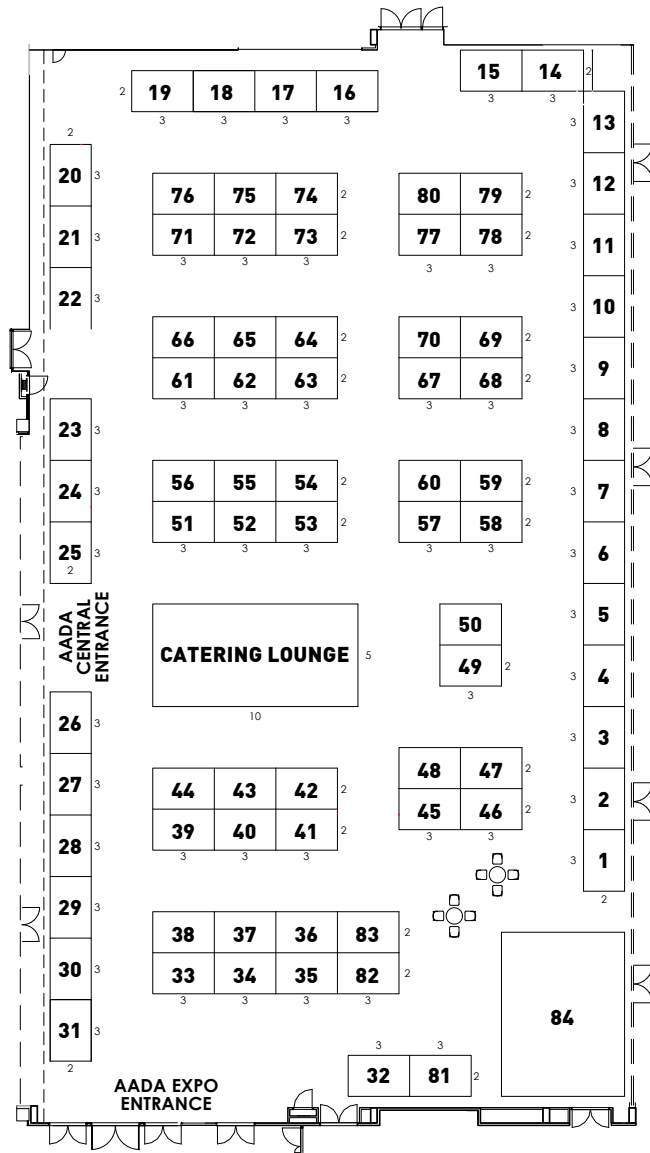 15 14 2
2 19 18 17 16
3 3
3 3 3 3
3 13
2
20 3
3 12
76 75 74 2
80 79 2
21 3
71 72 73 2
77 78 2
3 11
3 3 3
3 3
22 3
3 10
66 65 64 2
70 69 2
61 62 63 2
67 68 2
3 9
3 3 3
3 3
23 3
3 8
56 55 54 2
60 59 2
24 3
3 7
51 52 53 2
57 58 2
3 3 3
3 3
25 3
2
3 6
AADA
CENTRAL
ENTRANCE
50
3 5
CATERING LOUNGE 5
49 2
3
3 4
10
26 3
3 3
48 47 2
44 43 42 2
27 3
3 2
45 46 2
39 40 41 2
3 3
3 3 3
28 3
3 1
2
29 3
38 37 36 83 2
30 3
33 34 35 82 2
3 3 3 3
84
31 3
2
3 3
32 81 2
AADA EXPO
ENTRANCE